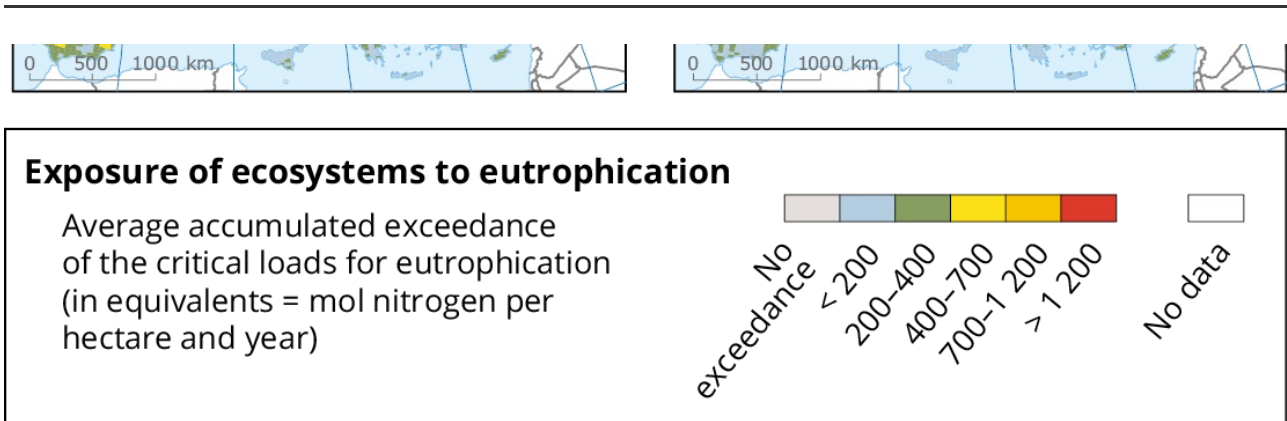 0 500 1000 km
0 500 1000 km
Exposure of ecosystems to eutrophication
Average accumulated exceedance
of the critical loads for eutrophication
(in equivalents = mol nitrogen per
hectare and year)
No
exceedance
< 200
200–400
400–700
700–1 200
> 1 200
No data